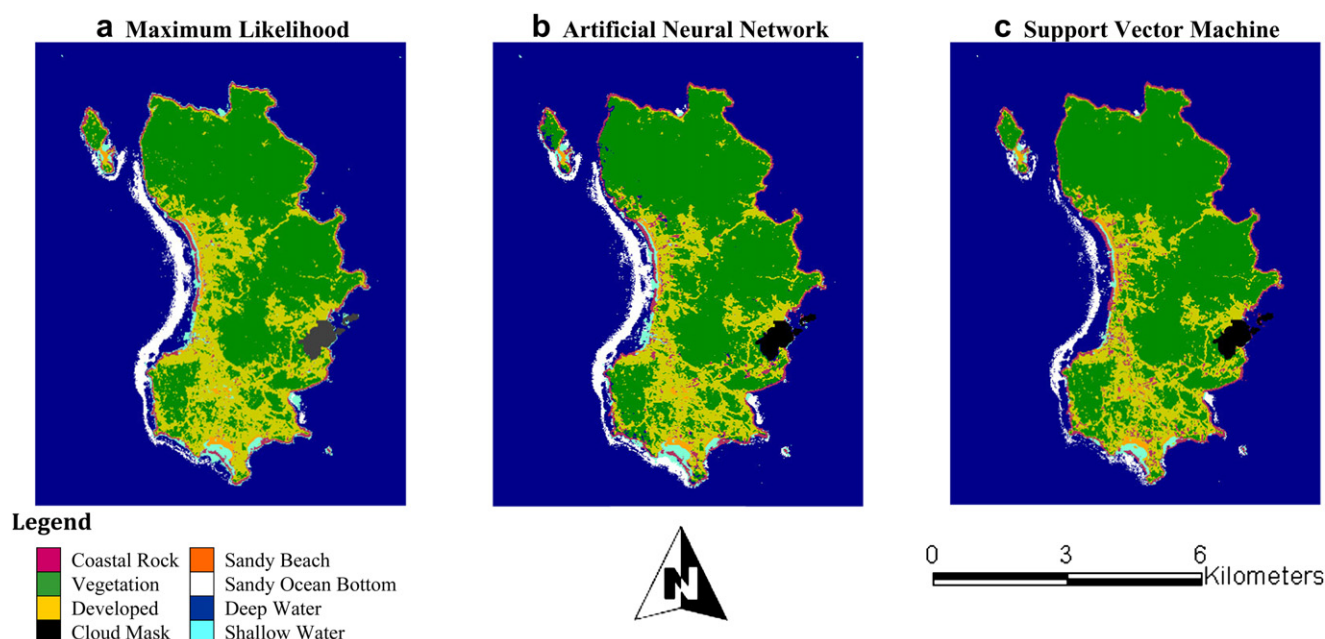 a Maximum Likelihood
b Artificial Neural Network
c Support Vector Machine
Legend
Coastal Rock
Vegetation
Developed
Cloud Mask
Sandy Beach
Sandy Ocean Bottom
Deep Water
Shallow Water
N
0 3 6
Kilometers